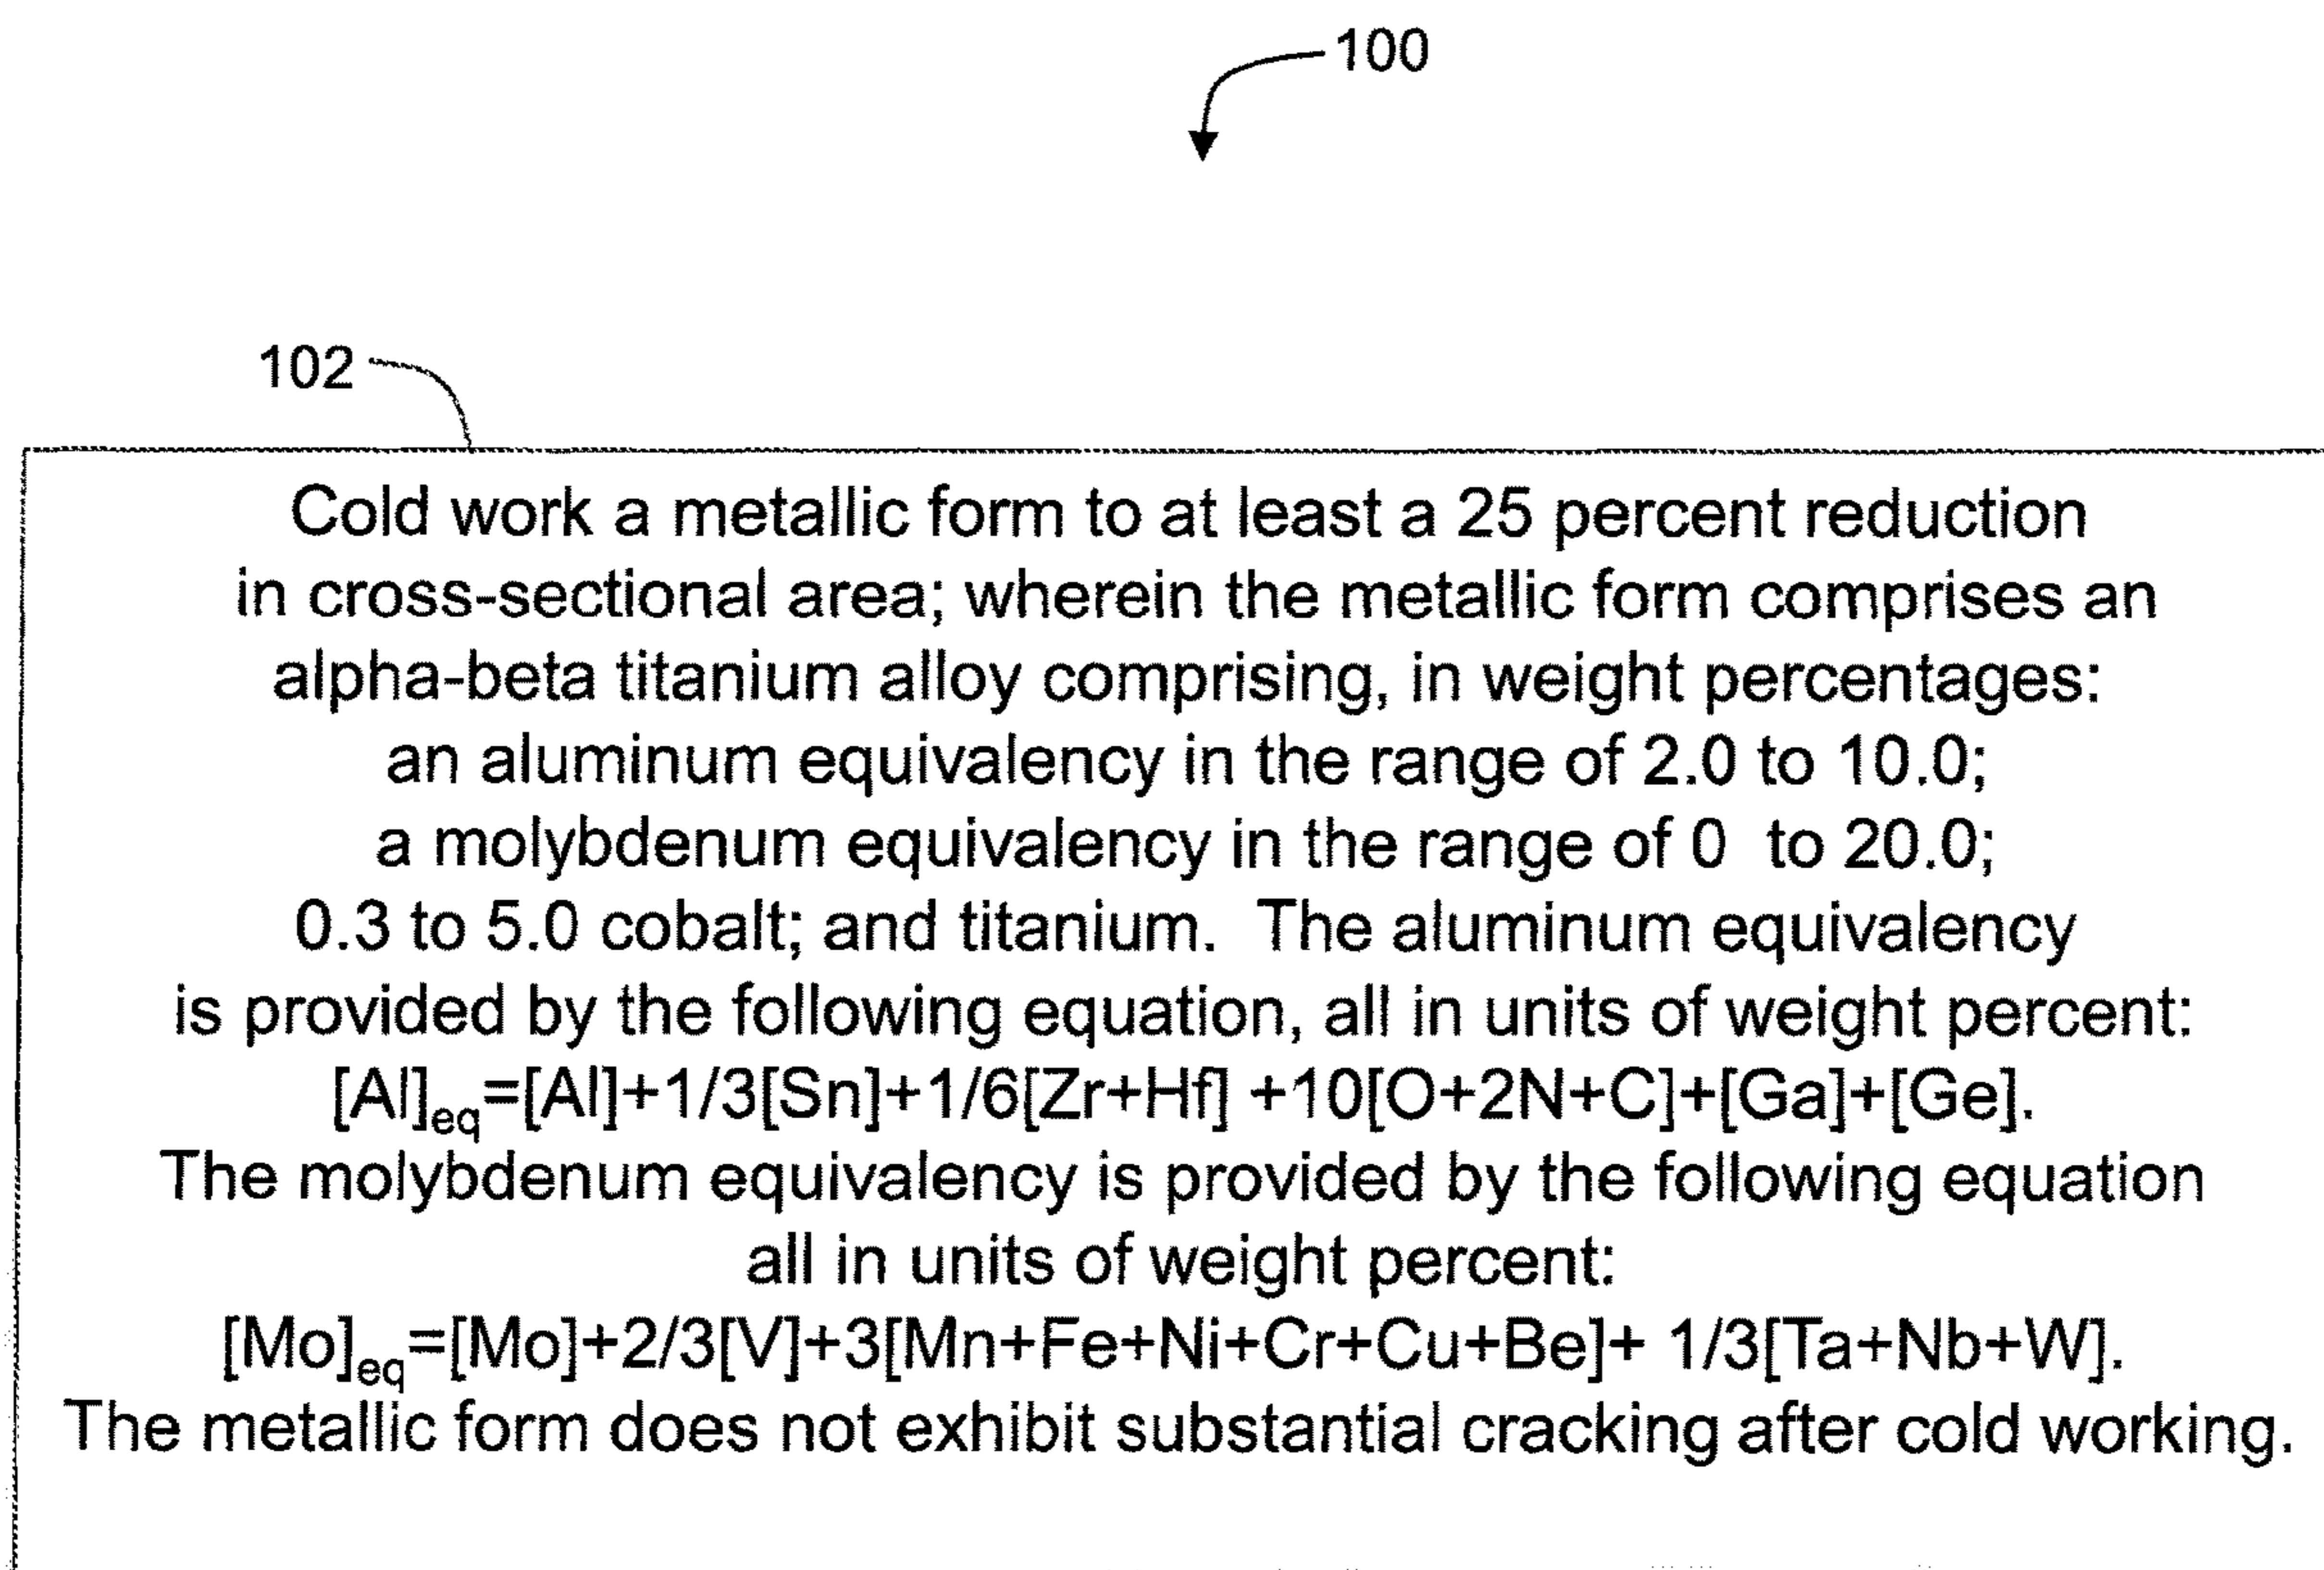 100
102
Cold work a metallic form to at least a 25 percent reduction
in cross-sectional area; wherein the metallic form comprises an
alpha-beta titanium alloy comprising, in weight percentages:
an aluminum equivalency in the range of 2.0 to 10.0;
a molybdenum equivalency in the range of 0 to 20.0;
0.3 to 5.0 cobalt; and titanium. The aluminum equivalency
is provided by the following equation, all in units of weight percent:
[Al]eq=[Al]+1/3[Sn]+1/6[Zr+Hf] +10[O+2N+C]+[Ga]+[Ge].
The molybdenum equivalency is provided by the following equation
all in units of weight percent:
[Mo]eq=[Mo]+2/3[V]+3[Mn+Fe+Ni+Cr+Cu+Be]+ 1/3[Ta+Nb+W].
The metallic form does not exhibit substantial cracking after cold working.